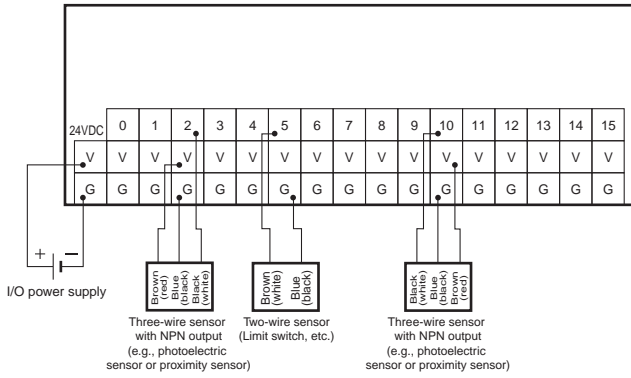 24VDC 0 1 2 3 4 5 6 7 8 9 10 11 12 13 14 15
V V V V V V V V V V V V V V V V V
G G G G G G G G G G G G G G G G G
+ −
I/O power supply
Brown (red)
Blue (black)
Black (white)
Three-wire sensor
with NPN output
(e.g., photoelectric
sensor or proximity sensor)
Brown (white)
Blue (black)
Two-wire sensor
(Limit switch, etc.)
Black (white)
Blue (black)
Brown (red)
Three-wire sensor
with NPN output
(e.g., photoelectric
sensor or proximity sensor)